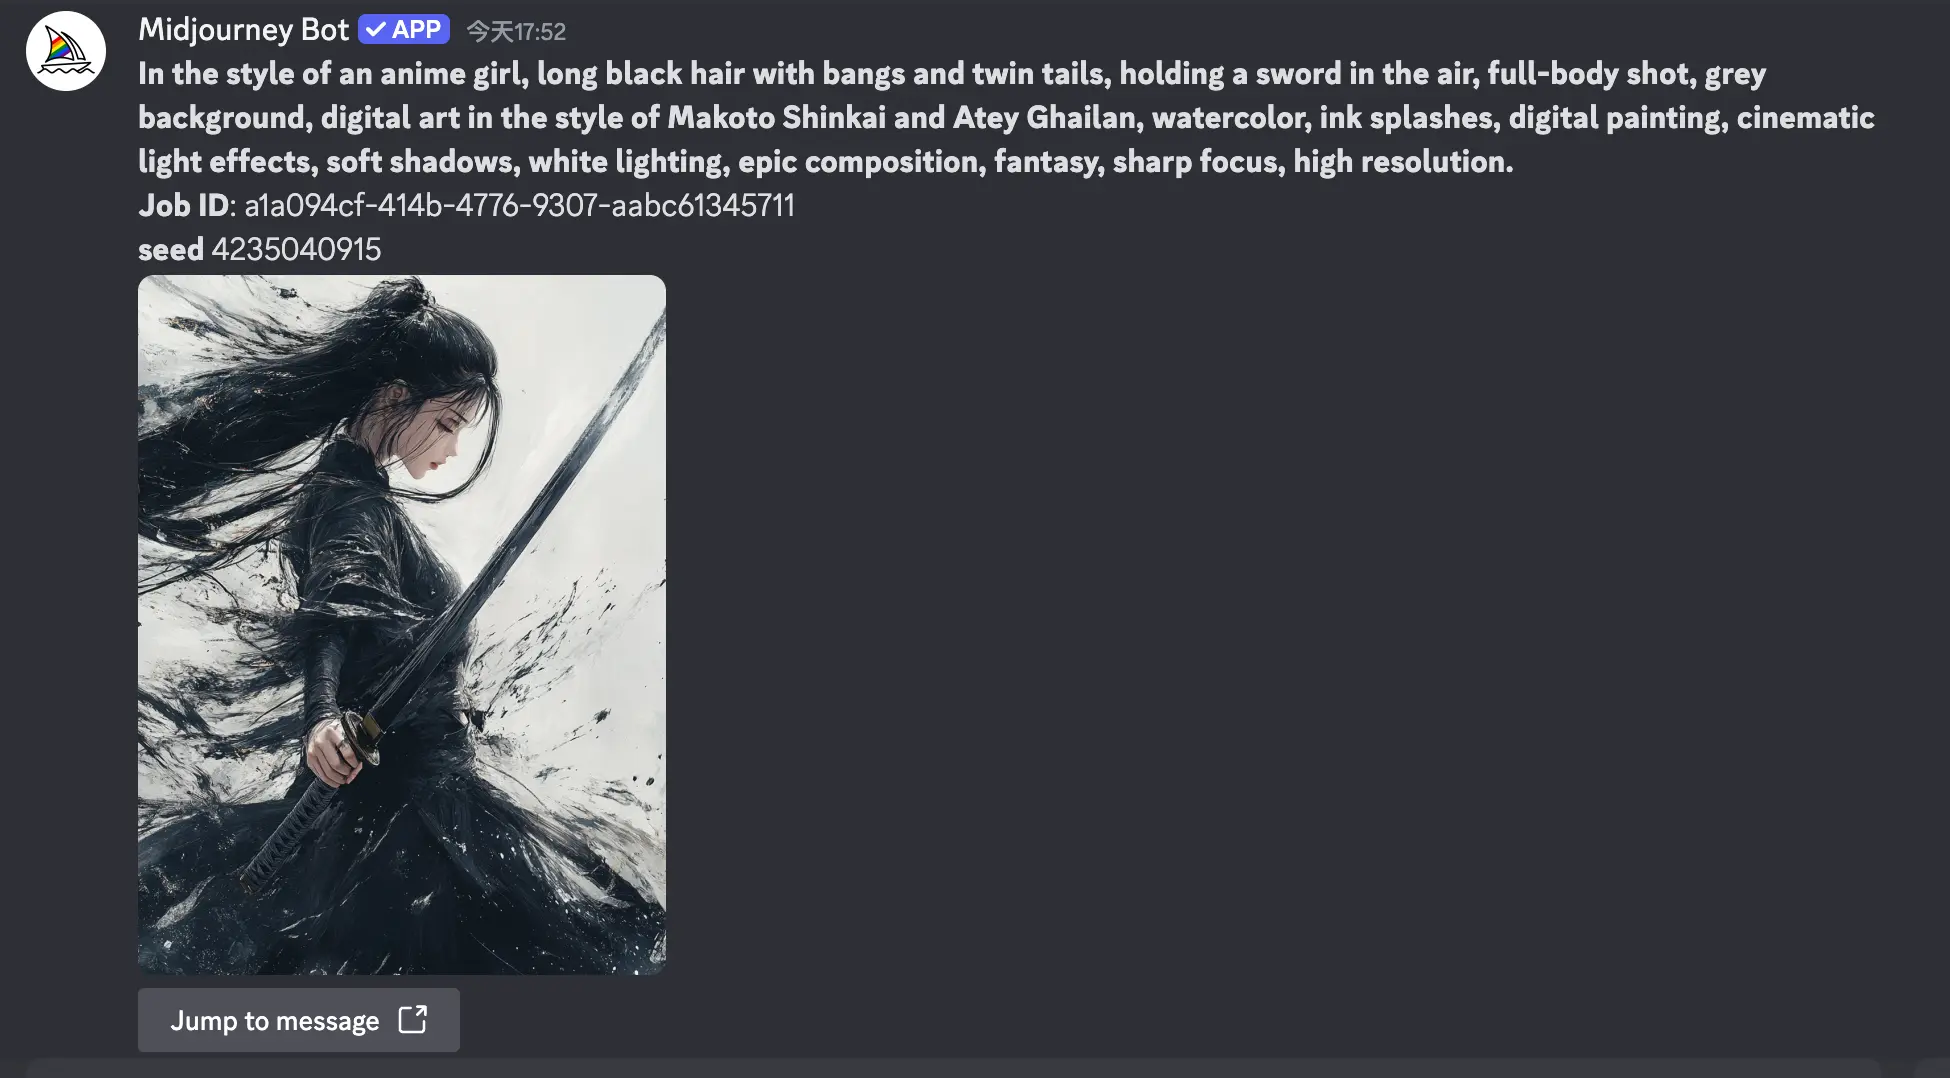 Midjourney Bot ✓ APP 今天17:52
In the style of an anime girl, long black hair with bangs and twin tails, holding a sword in the air, full-body shot, grey
background, digital art in the style of Makoto Shinkai and Atey Ghailan, watercolor, ink splashes, digital painting, cinematic
light effects, soft shadows, white lighting, epic composition, fantasy, sharp focus, high resolution.
Job ID: a1a094cf-414b-4776-9307-aabc61345711
seed 4235040915
Jump to message